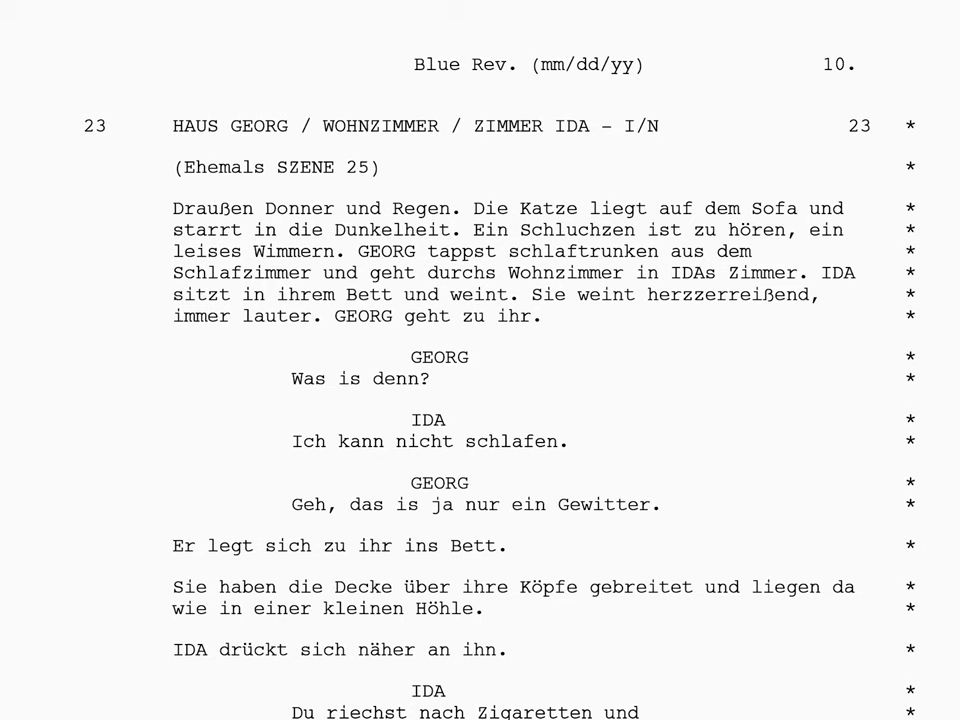 Blue Rev. (mm/dd/yy) 10.
23 HAUS GEORG / WOHNZIMMER / ZIMMER IDA – I/N 23 *
(Ehemals SZENE 25) *
Draußen Donner und Regen. Die Katze liegt auf dem Sofa und *
starrt in die Dunkelheit. Ein Schluchzen ist zu hören, ein *
leises Wimmern. GEORG tappst schlaftrunken aus dem *
Schlafzimmer und geht durchs Wohnzimmer in IDAs Zimmer. IDA *
sitzt in ihrem Bett und weint. Sie weint herzzerreißend, *
immer lauter. GEORG geht zu ihr. *
GEORG *
Was is denn? *
IDA *
Ich kann nicht schlafen. *
GEORG *
Geh, das is ja nur ein Gewitter. *
Er legt sich zu ihr ins Bett. *
Sie haben die Decke über ihre Köpfe gebreitet und liegen da *
wie in einer kleinen Höhle. *
IDA drückt sich näher an ihn. *
IDA *
Du riechst nach Zigaretten und *